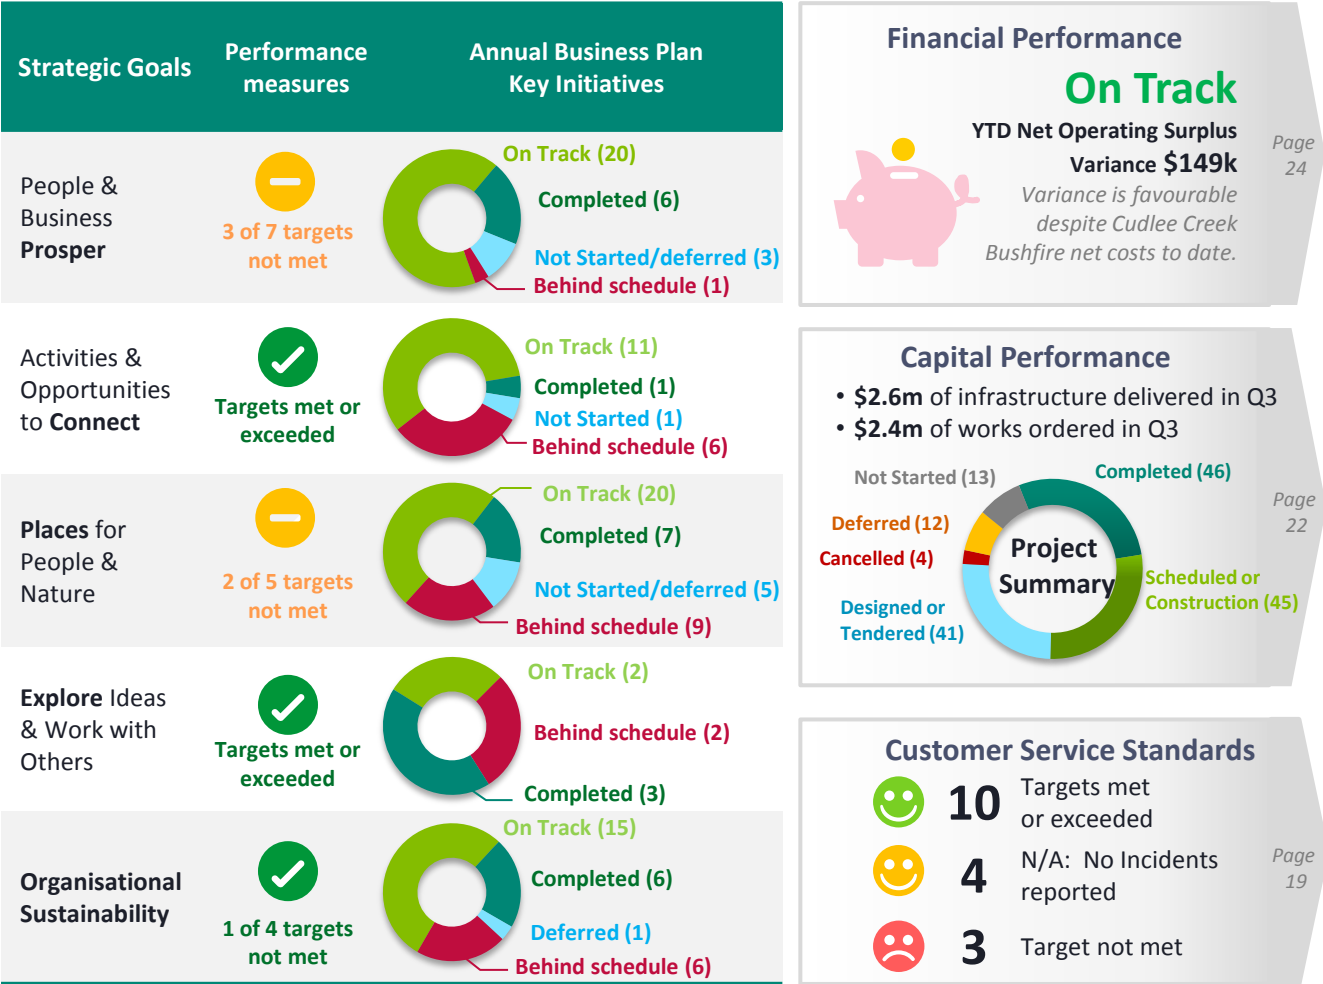 Strategic Goals
Performance
measures
Annual Business Plan
Key Initiatives
People &
Business
Prosper
3 of 7 targets
not met
On Track (20)
Completed (6)
Not Started/deferred (3)
Behind schedule (1)
Activities &
Opportunities
to Connect
Targets met or
exceeded
On Track (11)
Completed (1)
Not Started (1)
Behind schedule (6)
Places for
People &
Nature
2 of 5 targets
not met
On Track (20)
Completed (7)
Not Started/deferred (5)
Behind schedule (9)
Explore Ideas
& Work with
Others
Targets met or
exceeded
On Track (2)
Behind schedule (2)
Completed (3)
Organisational
Sustainability
1 of 4 targets
not met
On Track (15)
Completed (6)
Deferred (1)
Behind schedule (6)
Financial Performance
On Track
YTD Net Operating Surplus
Variance $149k
Variance is favourable
despite Cudlee Creek
Bushfire net costs to date.
Page
24
Capital Performance
• $2.6m of infrastructure delivered in Q3
• $2.4m of works ordered in Q3
Not Started (13)
Completed (46)
Deferred (12)
Cancelled (4)
Project
Summary
Scheduled or
Construction (45)
Designed or
Tendered (41)
Page
22
Customer Service Standards
10 Targets met
or exceeded
4 N/A: No Incidents
reported
3 Target not met
Page
19